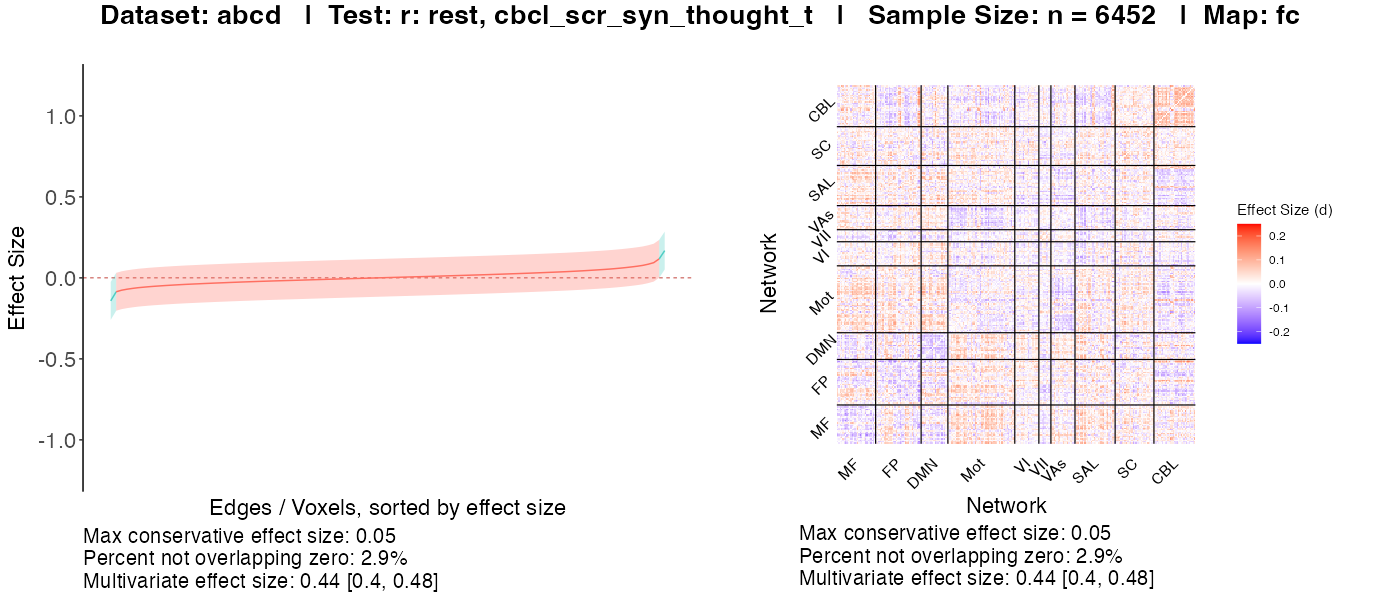 Dataset: abcd | Test: r: rest, cbcl_scr_syn_thought_t | Sample Size: n = 6452 | Map: fc
Effect Size
1.0
0.5
0.0
-0.5
-1.0
Edges / Voxels, sorted by effect size
Max conservative effect size: 0.05
Percent not overlapping zero: 2.9%
Multivariate effect size: 0.44 [0.4, 0.48]
Network
CBL
SC
SAL
VAs
VII
VI
Mot
DMN
FP
MF
MF FP DMN Mot VI VII VAs SAL SC CBL
Network
Max conservative effect size: 0.05
Percent not overlapping zero: 2.9%
Multivariate effect size: 0.44 [0.4, 0.48]
Effect Size (d)
0.2
0.1
0.0
-0.1
-0.2